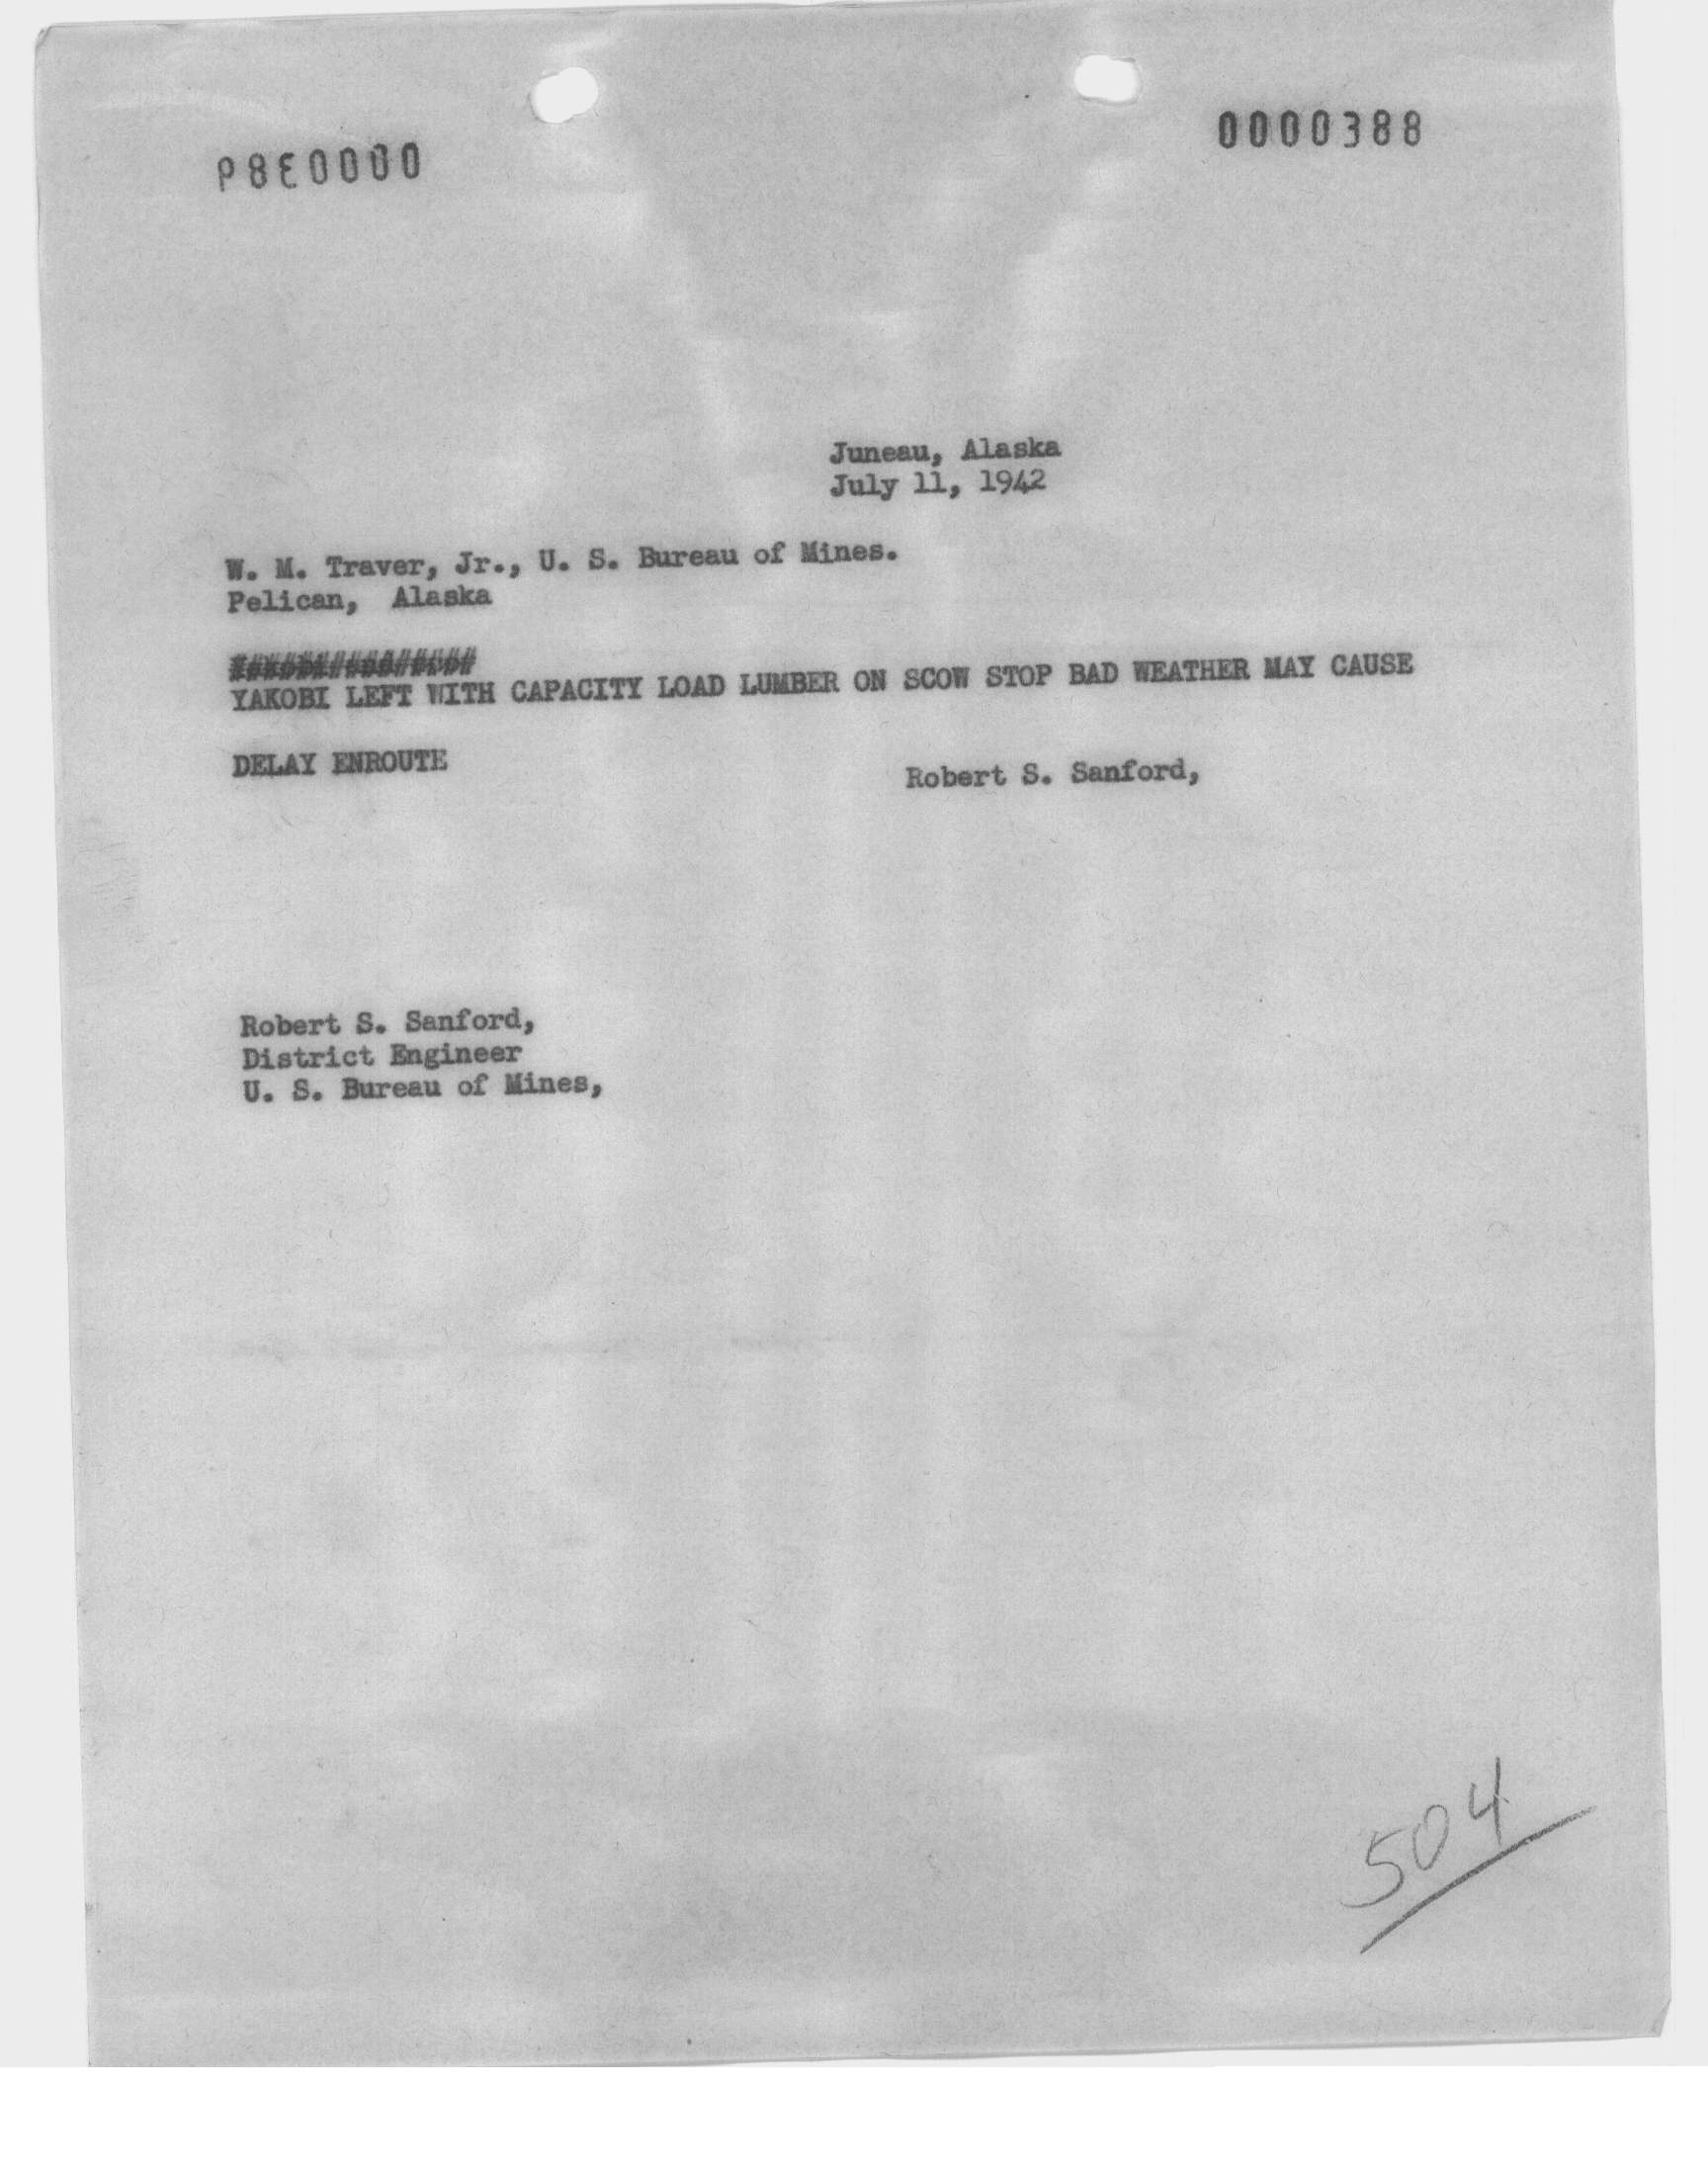 0000389
0000388
Juneau, Alaska
July 11, 1942
W. M. Traver, Jr., U. S. Bureau of Mines.
Pelican, Alaska
YAKOBI LEFT WITH CAPACITY LOAD LUMBER ON SCOW STOP BAD WEATHER MAY CAUSE
DELAY ENROUTE
Robert S. Sanford,
Robert S. Sanford,
District Engineer
U. S. Bureau of Mines,
504